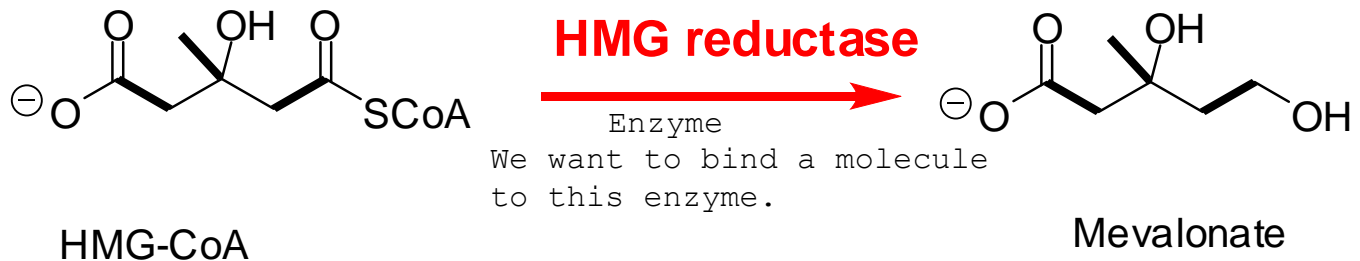 O
OH
O
HMG reductase
O
OH
⊖
O
SCoA
Enzyme
We want to bind a molecule
to this enzyme.
⊖
O
OH
HMG-CoA
Mevalonate